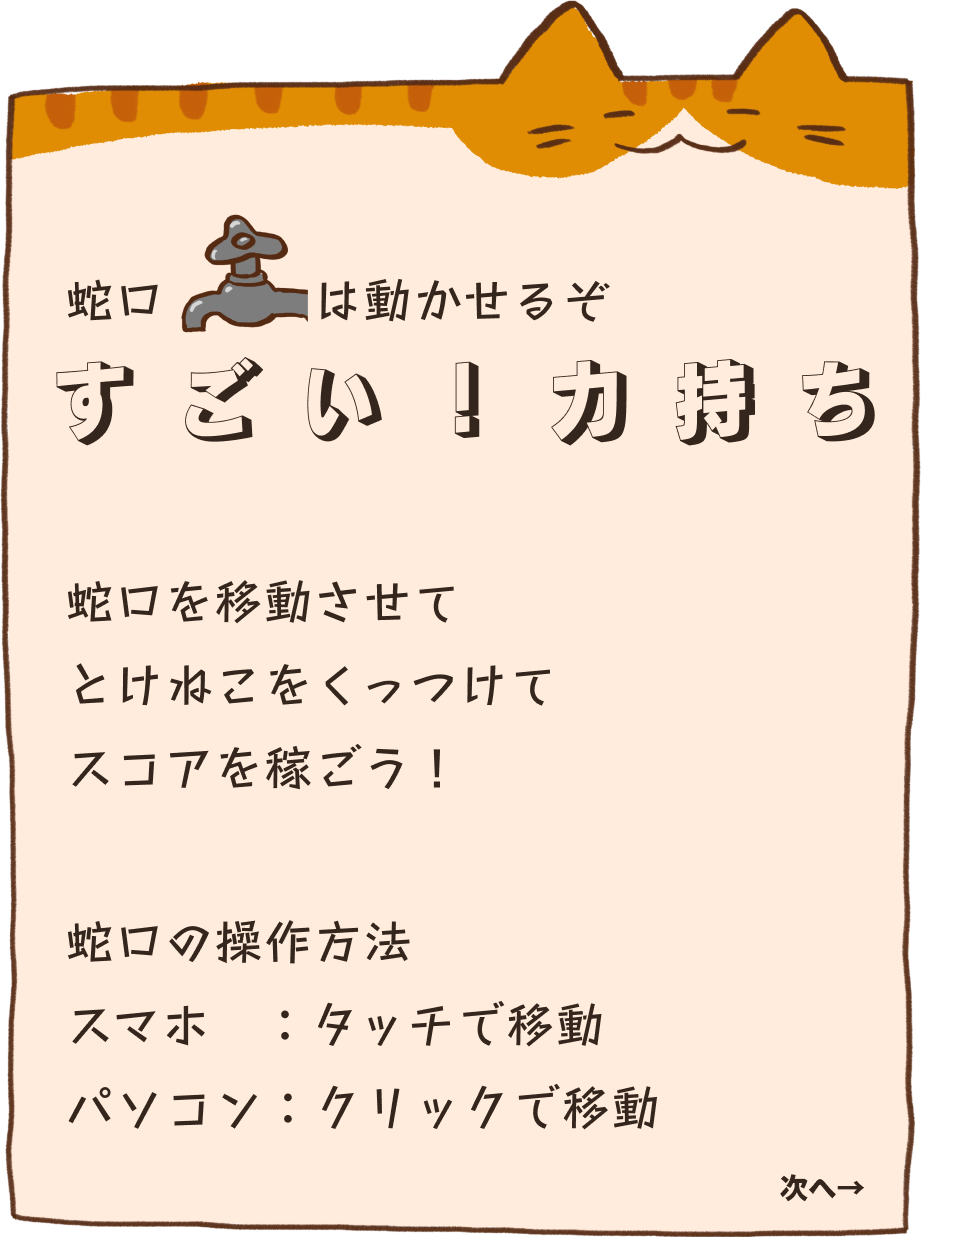 蛇口は動かせるぞ
すごい！力持ち
蛇口を移動させて
とけねこをくっつけて
スコアを稼ごう！
蛇口の操作方法
スマホ　：タッチで移動
パソコン：クリックで移動
次へ→